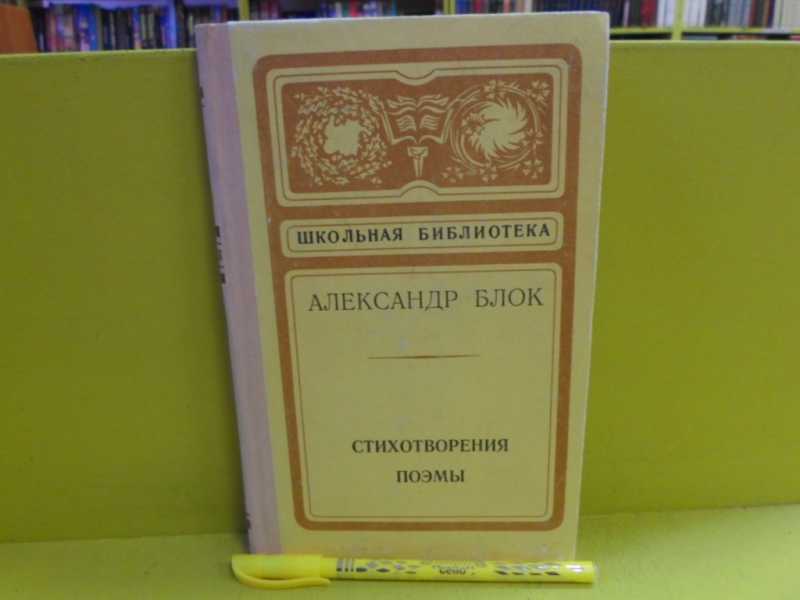 ШКОЛЬНАЯ БИБЛИОТЕКА
АЛЕКСАНДР БЛОК
СТИХОТВОРЕНИЯ
ПОЭМЫ